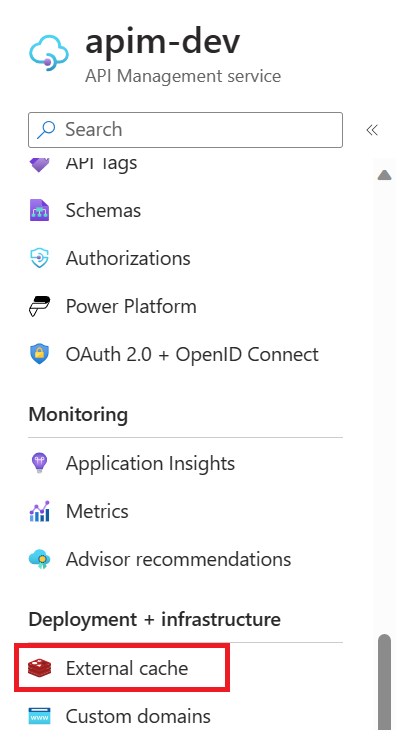 apim-dev
API Management service
Search
API Tags
Schemas
Authorizations
Power Platform
OAuth 2.0 + OpenID Connect
Monitoring
Application Insights
Metrics
Advisor recommendations
Deployment + infrastructure
External cache
Custom domains